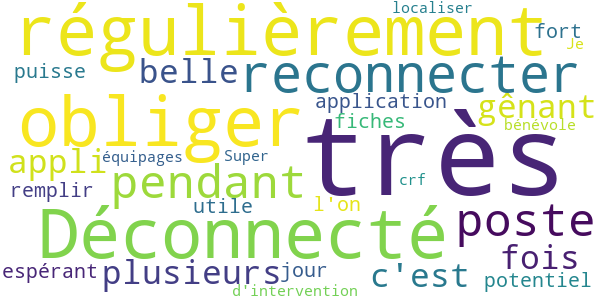 localiser
régulièrement
fort
Je
puisse
belle
reconnecter
obliger
application
gênant
fiches
bénévole
très
appli
équipages
Super
remplir
pendant
crf
utile
l'on
Déconnecté
poste
fois
espérant
plusieurs
jour
c'est
potentiel
d'intervention